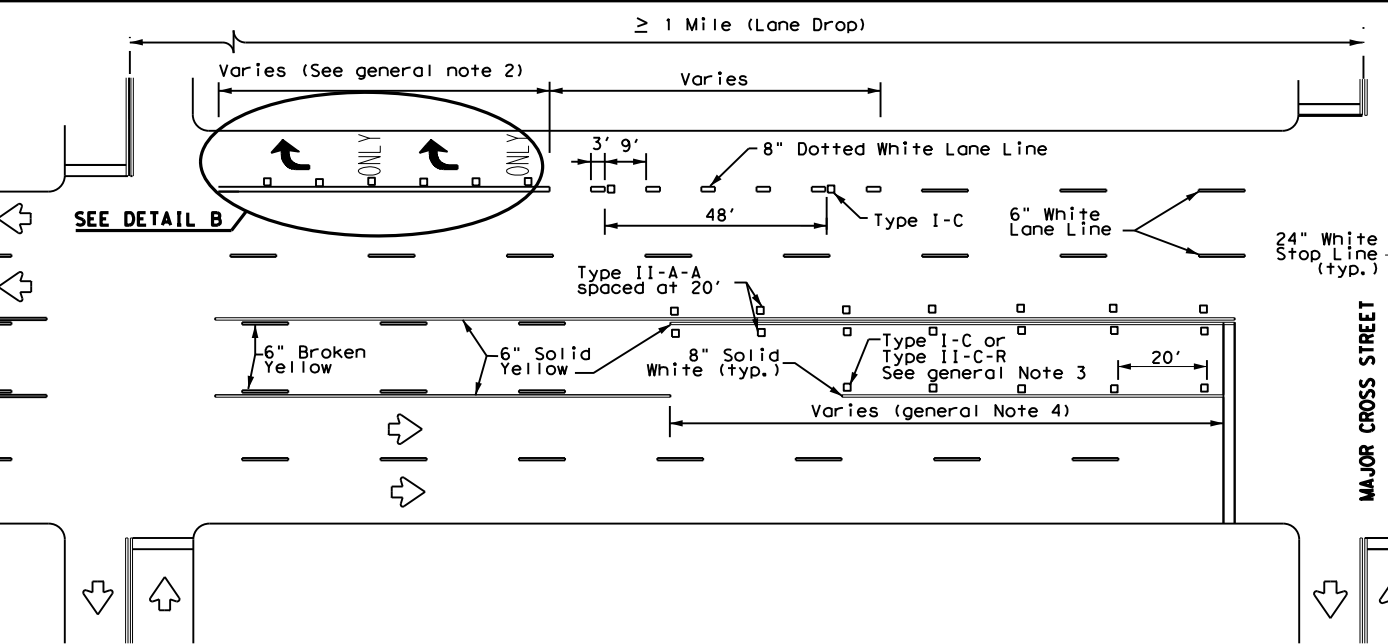 ≥ 1 Mile (Lane Drop)
Varies (See general note 2)
Varies
ONLY
ONLY
3' 9'
8" Dotted White Lane Line
SEE DETAIL B
48'
Type I-C
6" White
Lane Line
24" White
Stop Line
(typ.)
Type II-A-A
spaced at 20'
6" Broken
Yellow
6" Solid
Yellow
8" Solid
White (typ.)
Type I-C or
Type II-C-R
See general Note 3
20'
Varies (general Note 4)
MAJOR CROSS STREET